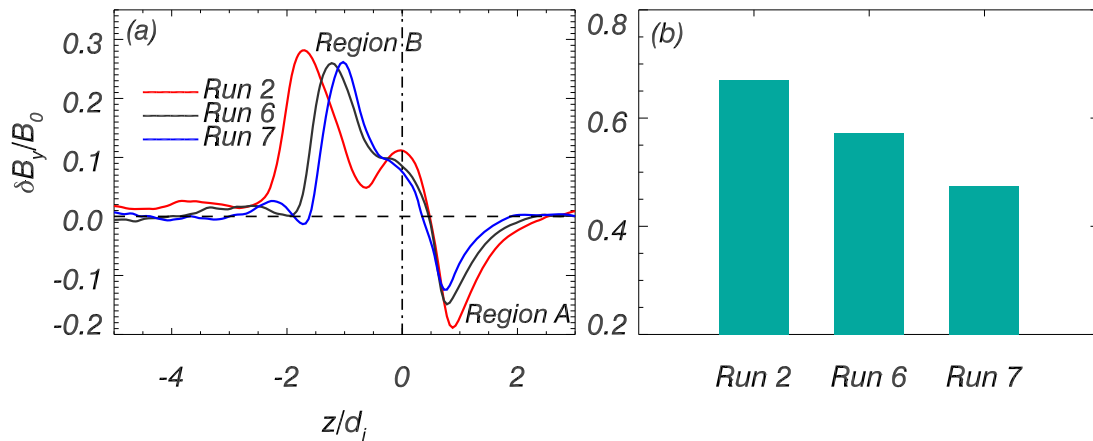 (a)
Region B
Run 2
Run 6
Run 7
Region A
δB_y/B_0
0.3
0.2
0.1
0.0
-0.1
-0.2
-4 -2 0 2
z/d_i
(b)
0.8
0.6
0.4
0.2
Run 2 Run 6 Run 7